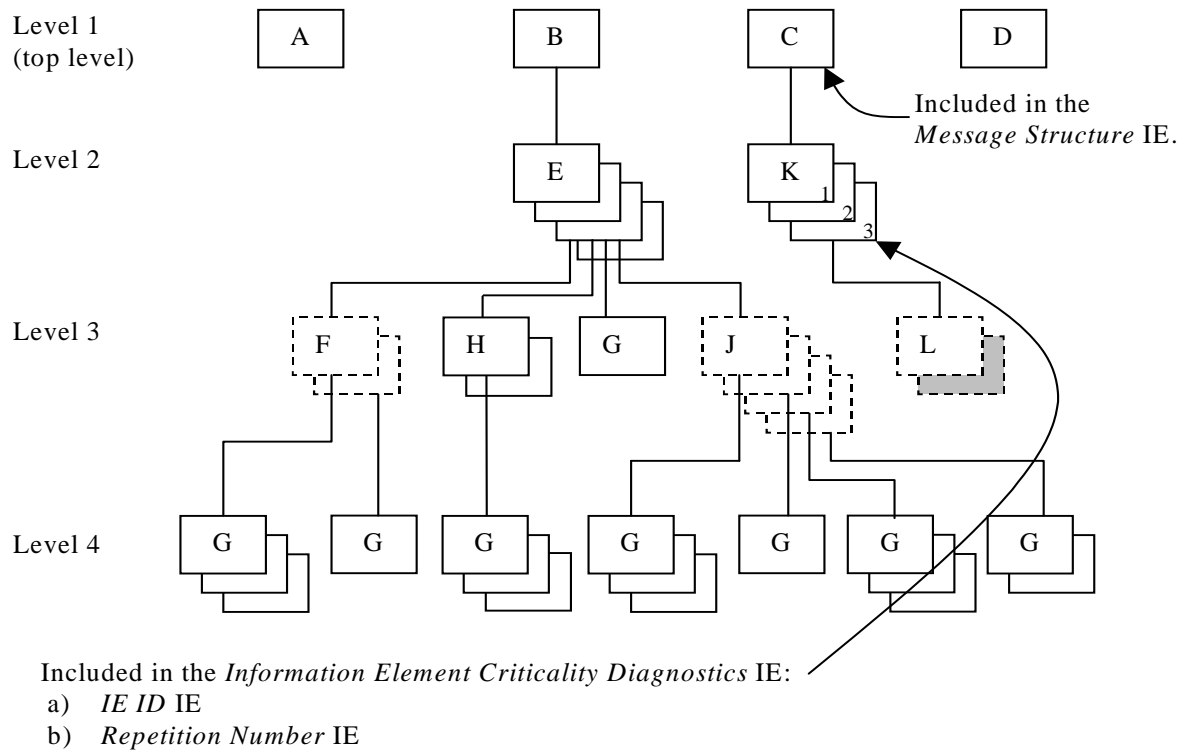 Level 1
(top level)
A
B
C
D
Included in the
Message Structure IE.
Level 2
E
K
1
2
3
Level 3
F
H
G
J
L
Level 4
G
G
G
G
G
G
G
Included in the Information Element Criticality Diagnostics IE:
a) IE ID IE
b) Repetition Number IE